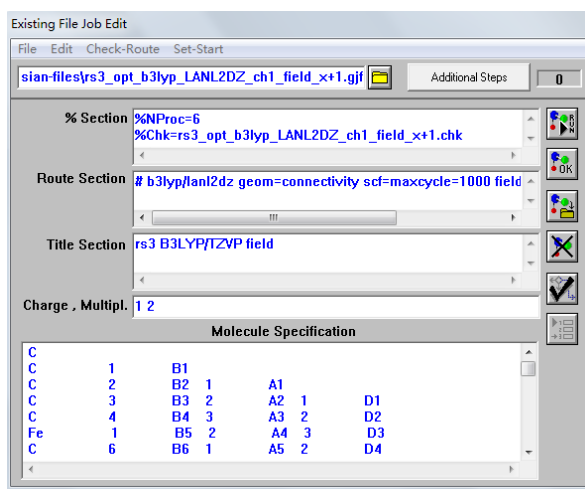 Existing File Job Edit
File Edit Check-Route Set-Start
sian-files\rs3_opt_b3lyp_LANL2DZ_ch1_field_x+1.gjf Additional Steps 0
% Section %NProc=6
%Chk=rs3_opt_b3lyp_LANL2DZ_ch1_field_x+1.chk
RUN
OK
Route Section # b3lyp/lanl2dz geom=connectivity scf=maxcycle=1000 field
Title Section rs3 B3LYP/TZVP field
Charge , Multipl. 1 2
Molecule Specification
C
C 1 B1
C 2 B2 1 A1
C 3 B3 2 A2 1 D1
C 4 B4 3 A3 2 D2
Fe 1 B5 2 A4 3 D3
C 6 B6 1 A5 2 D4